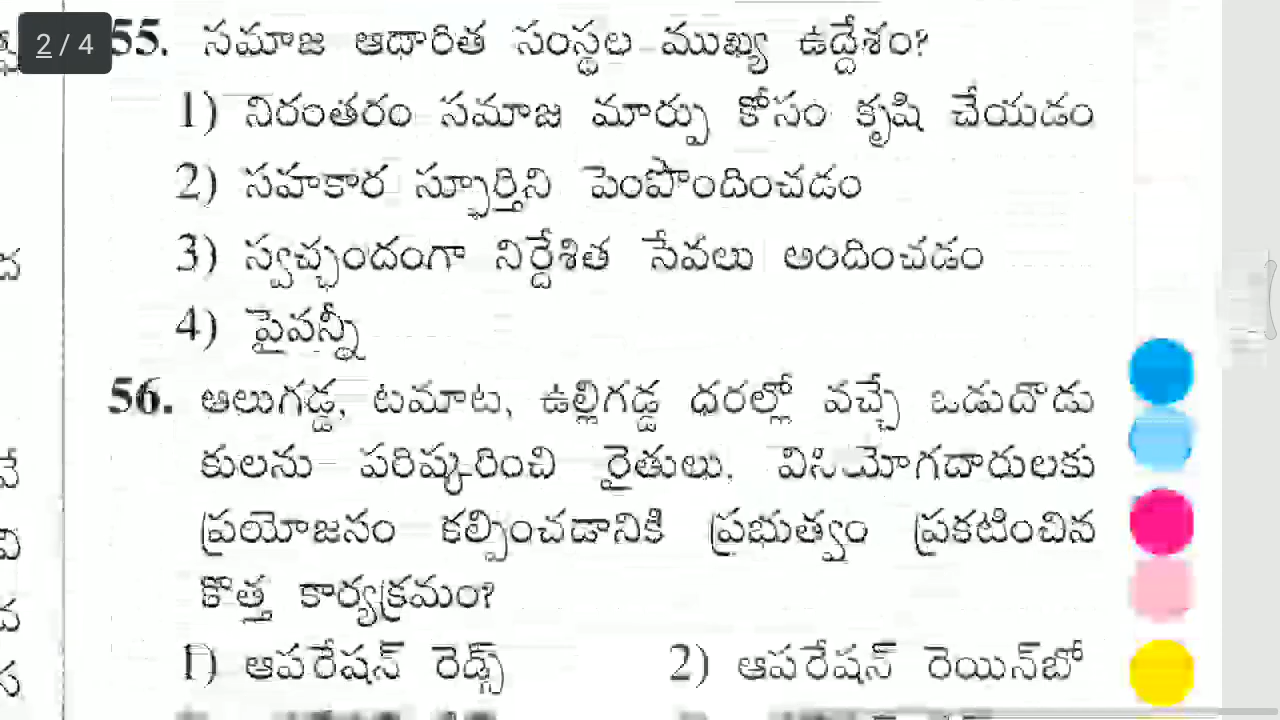 2 / 4
55. సమాజ ఆధారిత సంస్థల ముఖ్య ఉద్దేశం?
1) నిరంతరం సమాజ మార్పు కోసం కృషి చేయడం
2) సహకార స్ఫూర్తిని పెంపొందించడం
3) స్వచ్ఛందంగా నిర్దేశిత సేవలు అందించడం
4) పైవన్నీ
56. ఆలుగడ్డ, టమాట, ఉల్లిగడ్డ ధరల్లో వచ్చే ఒడుదొడు
కులను పరిష్కరించి రైతులు, వినియోగదారులకు
ప్రయోజనం కల్పించడానికి ప్రభుత్వం ప్రకటించిన
కొత్త కార్యక్రమం?
1) ఆపరేషన్ రెడ్స్ 2) ఆపరేషన్ రెయిన్‌బో